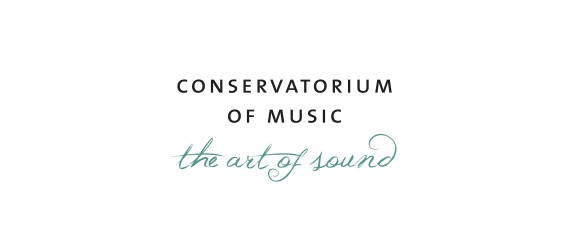 CONSERVATORIUM
OF MUSIC
the art of sound